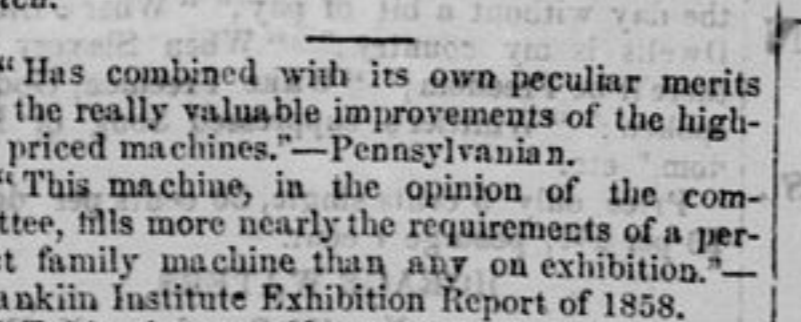 "Has combined with its own peculiar merits
the really valuable improvements of the high-
priced machines."—Pennsylvanian.
"This machine, in the opinion of the com-
ttee, fills more nearly the requirements of a per-
t family machine than any on exhibition."—
nkiin Institute Exhibition Report of 1858.